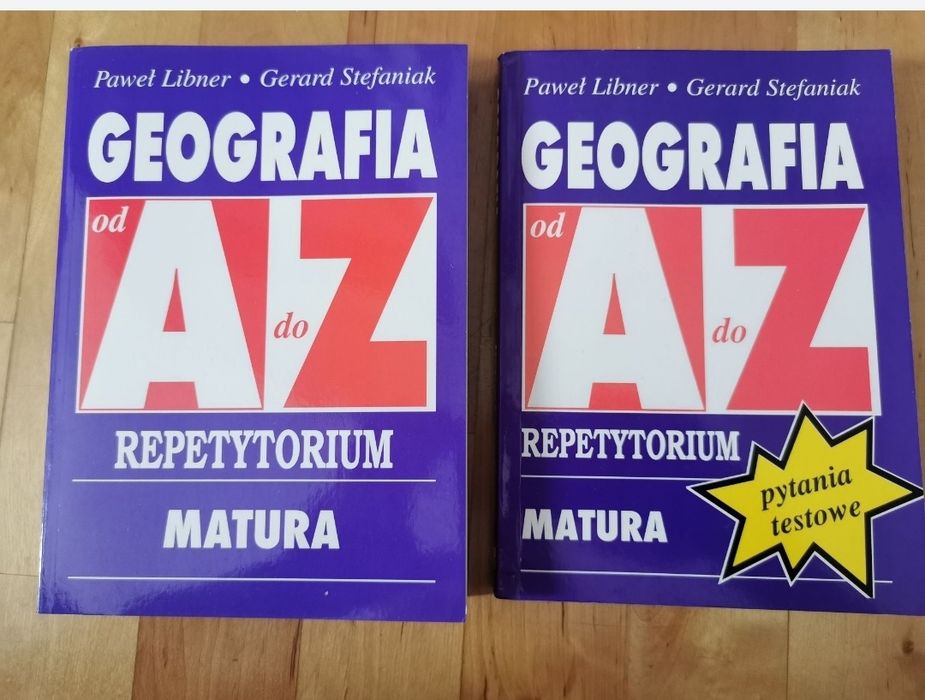 Paweł Libner • Gerard Stefaniak
GEOGRAFIA
od
A do Z
REPETYTORIUM
MATURA
Paweł Libner • Gerard Stefaniak
GEOGRAFIA
od
A do Z
REPETYTORIUM
MATURA
pytania
testowe